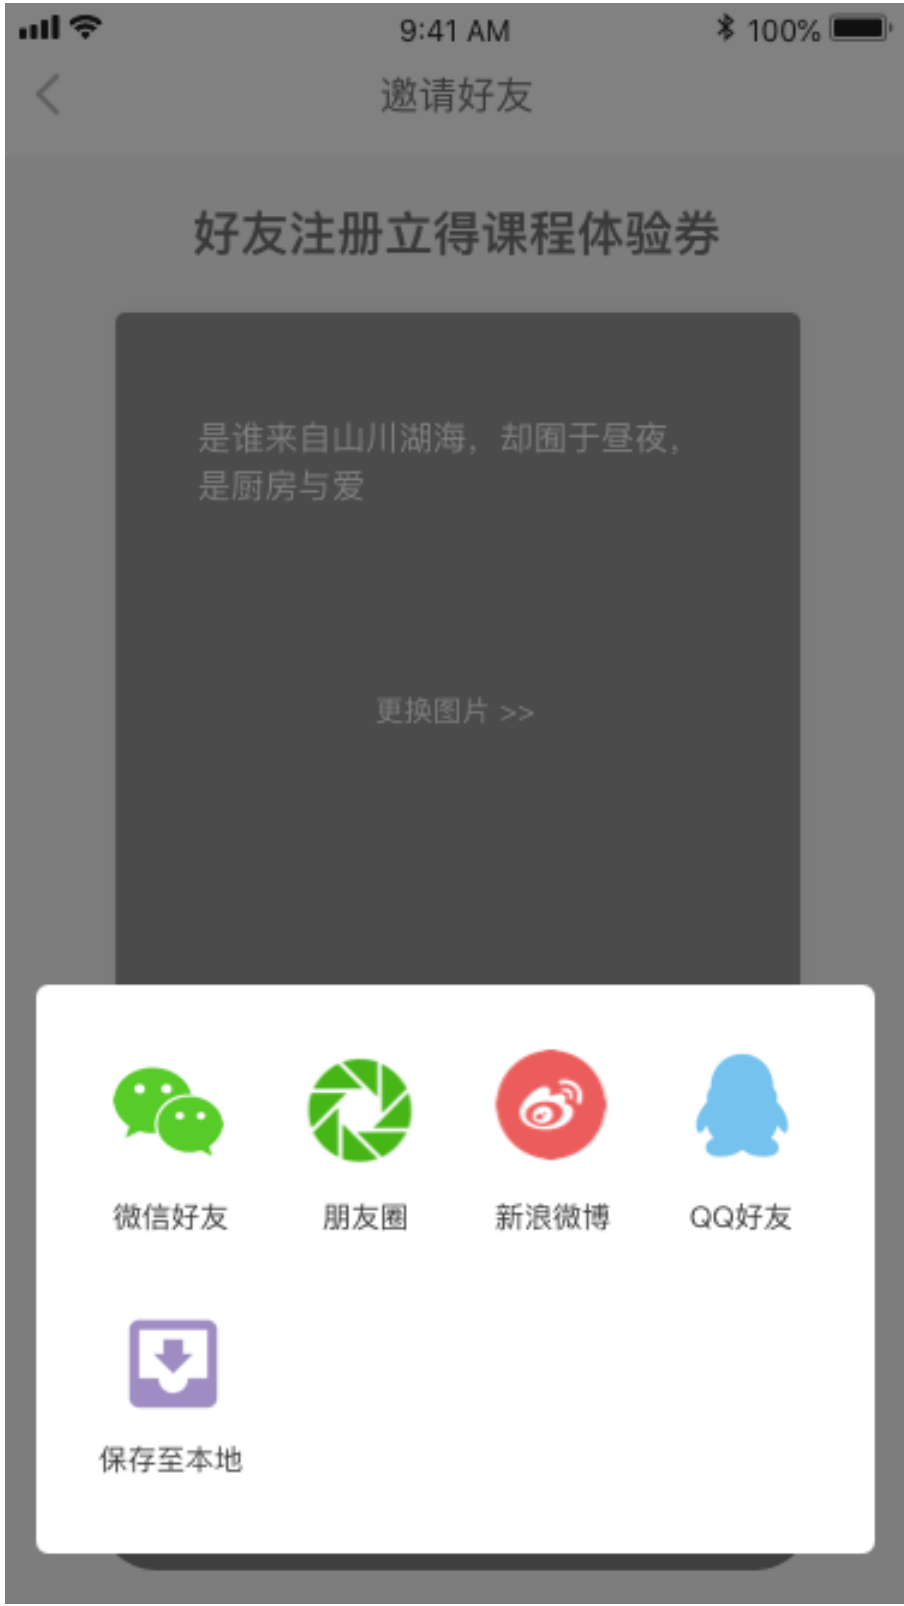 9:41 AM
100%
邀请好友
好友注册立得课程体验券
是谁来自山川湖海，却囿于昼夜，
是厨房与爱
更换图片 >>
微信好友
朋友圈
新浪微博
QQ好友
保存至本地